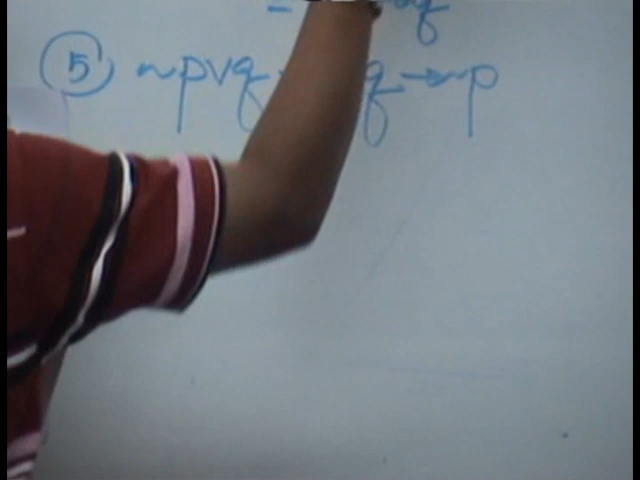 q
⑤ ~p∨q q → ~p